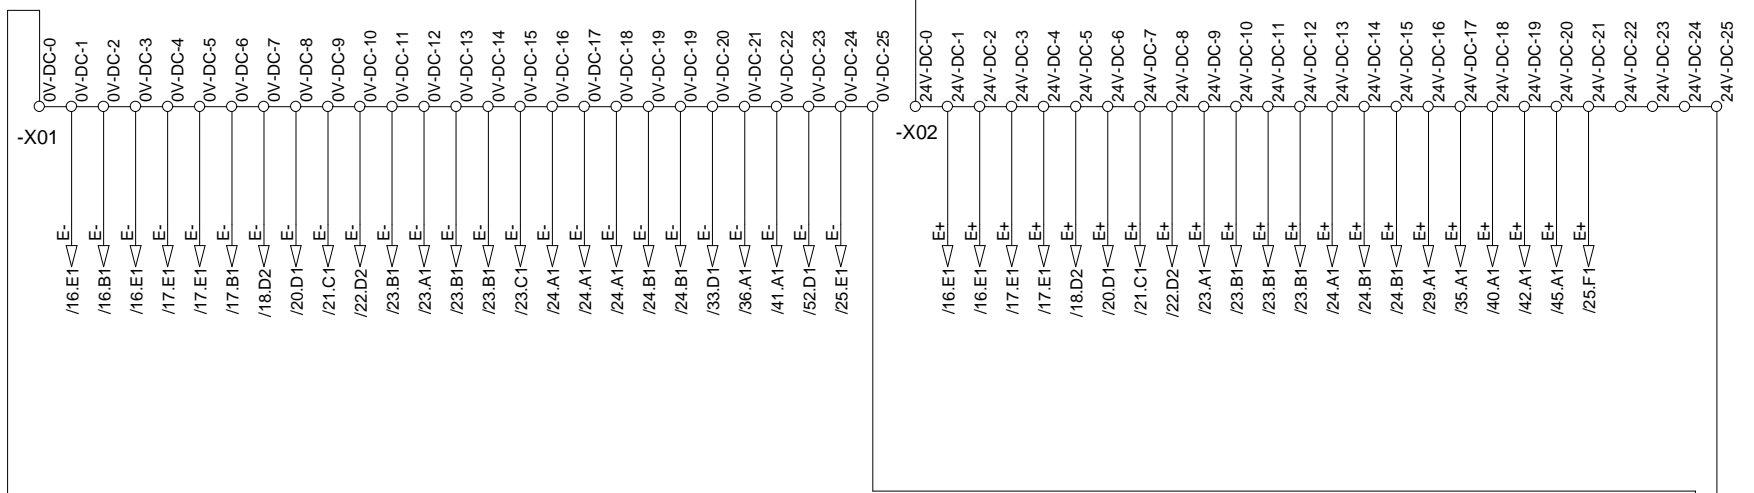 0V-DC-0
0V-DC-1
0V-DC-2
0V-DC-3
0V-DC-4
0V-DC-5
0V-DC-6
0V-DC-7
0V-DC-8
0V-DC-9
0V-DC-10
0V-DC-11
0V-DC-12
0V-DC-13
0V-DC-14
0V-DC-15
0V-DC-16
0V-DC-17
0V-DC-18
0V-DC-19
0V-DC-19
0V-DC-20
0V-DC-21
0V-DC-22
0V-DC-23
0V-DC-24
0V-DC-25
-X01
E-
/16.E1
E-
/16.B1
E-
/16.E1
E-
/17.E1
E-
/17.E1
E-
/17.B1
E-
/18.D2
E-
/20.D1
E-
/21.C1
E-
/22.D2
E-
/23.B1
E-
/23.A1
E-
/23.B1
E-
/23.B1
E-
/23.C1
E-
/24.A1
E-
/24.A1
E-
/24.A1
E-
/24.B1
E-
/24.B1
E-
/33.D1
E-
/36.A1
E-
/41.A1
E-
/52.D1
E-
/25.E1
24V-DC-0
24V-DC-1
24V-DC-2
24V-DC-3
24V-DC-4
24V-DC-5
24V-DC-6
24V-DC-7
24V-DC-8
24V-DC-9
24V-DC-10
24V-DC-11
24V-DC-12
24V-DC-13
24V-DC-14
24V-DC-15
24V-DC-16
24V-DC-17
24V-DC-18
24V-DC-19
24V-DC-20
24V-DC-21
24V-DC-22
24V-DC-23
24V-DC-24
24V-DC-25
-X02
E+
/16.E1
E+
/16.E1
E+
/17.E1
E+
/17.E1
E+
/18.D2
E+
/20.D1
E+
/21.C1
E+
/22.D2
E+
/23.A1
E+
/23.B1
E+
/23.B1
E+
/23.B1
E+
/24.A1
E+
/24.B1
E+
/24.B1
E+
/29.A1
E+
/35.A1
E+
/40.A1
E+
/42.A1
E+
/45.A1
E+
/25.F1